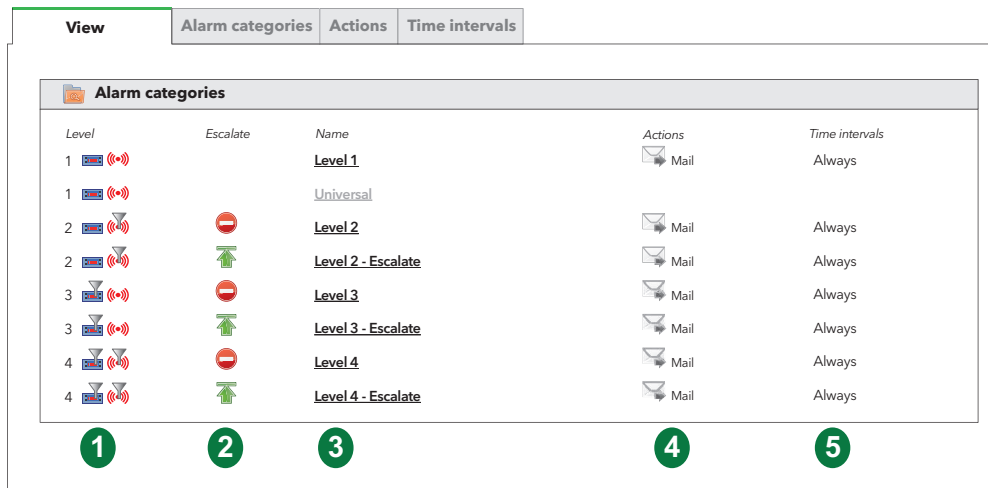 View Alarm categories Actions Time intervals
Alarm categories
Level Escalate Name Actions Time intervals
1 Level 1 Mail Always
1 Universal
2 Level 2 Mail Always
2 Level 2 - Escalate Mail Always
3 Level 3 Mail Always
3 Level 3 - Escalate Mail Always
4 Level 4 Mail Always
4 Level 4 - Escalate Mail Always
1 2 3 4 5